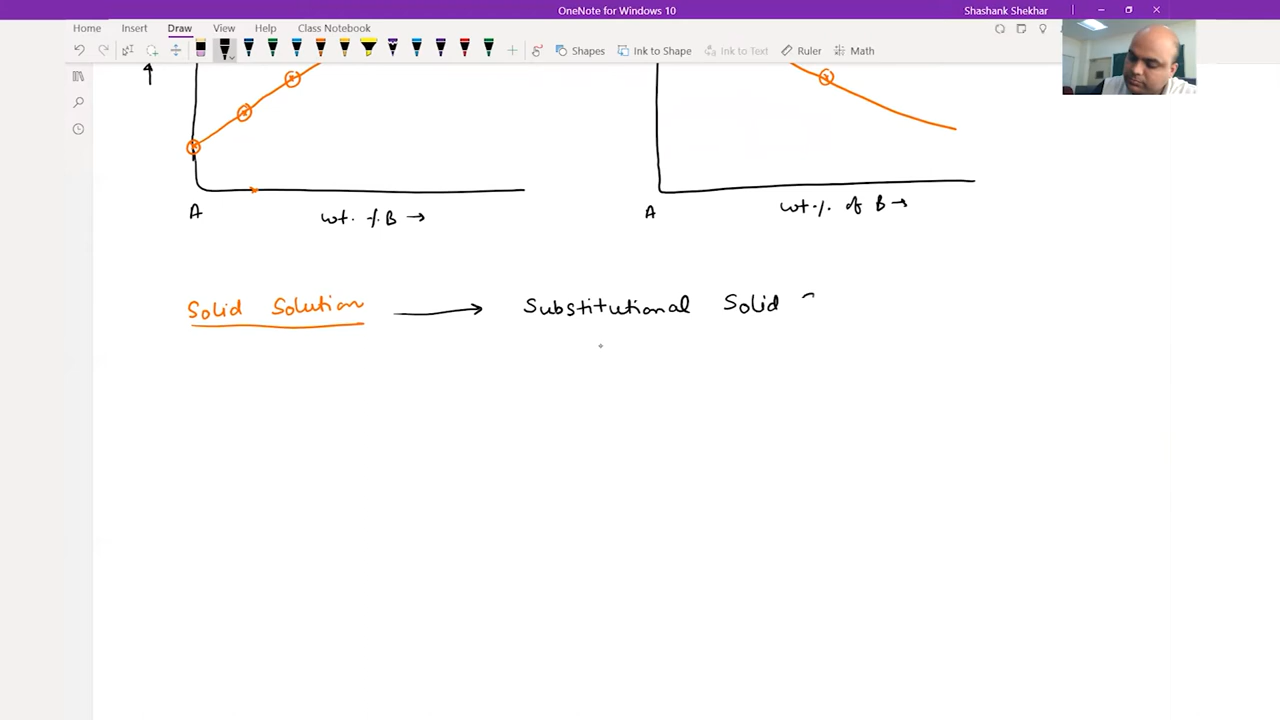 OneNote for Windows 10
Shashank Shekhar
Home Insert Draw View Help Class Notebook
Shapes Ink to Shape Ink to Text Ruler Math
A
wt. % B →
A
wt % of B →
Solid Solution → Substitutional Solid